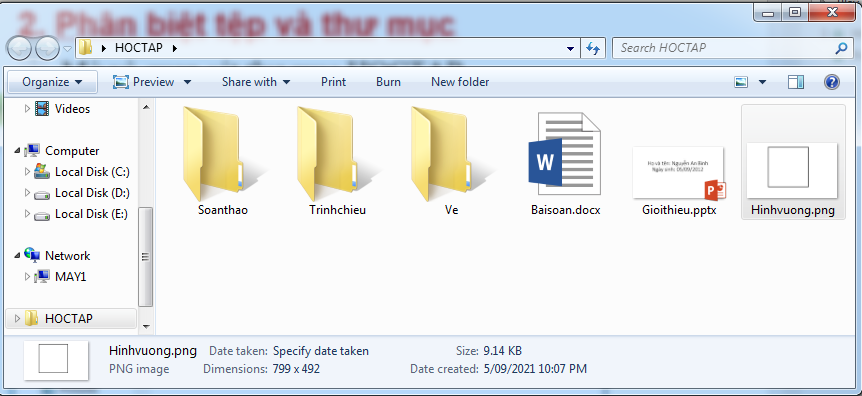 2. Phân biệt tệp và thư mục
HOCTAP
Search HOCTAP
Organize
Preview
Share with
Print
Burn
New folder
Videos
Computer
Local Disk (C:)
Local Disk (D:)
Local Disk (E:)
Network
MAY1
HOCTAP
Soanthao
Trinhchieu
Ve
W
Baisoan.docx
Họ và tên: Nguyễn An Bình
Ngày sinh: 05/09/2012
P
Gioithieu.pptx
Hinhvuong.png
Hinhvuong.png
Date taken: Specify date taken
Size: 9.14 KB
PNG image
Dimensions: 799 x 492
Date created: 5/09/2021 10:07 PM